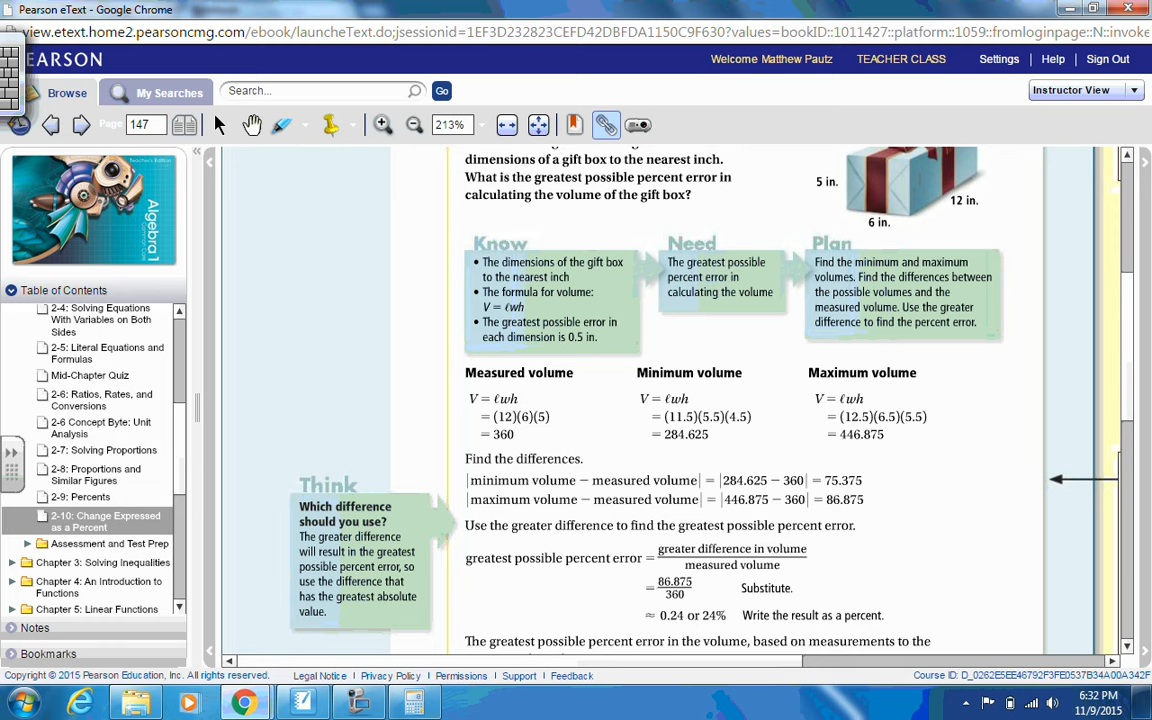 Pearson eText - Google Chrome
view.etext.home2.pearsoncmg.com/ebook/launcheText.do;jsessionid=1EF3D232823CEFD42DBFDA1150C9F630?values=bookID::1011427::platform::1059::fromloginpage::N::invoke
EARSON
Welcome Matthew Pautz TEACHER CLASS Settings Help Sign Out
Browse My Searches Search... Go Instructor View
Page 147 213%
Teacher's Edition
Algebra 1
Common Core
Table of Contents
2-4: Solving Equations
With Variables on Both
Sides
2-5: Literal Equations and
Formulas
Mid-Chapter Quiz
2-6: Ratios, Rates, and
Conversions
2-6 Concept Byte: Unit
Analysis
2-7: Solving Proportions
2-8: Proportions and
Similar Figures
2-9: Percents
2-10: Change Expressed
as a Percent
Assessment and Test Prep
Chapter 3: Solving Inequalities
Chapter 4: An Introduction to
Functions
Chapter 5: Linear Functions
Notes
Bookmarks
dimensions of a gift box to the nearest inch.
What is the greatest possible percent error in
calculating the volume of the gift box?
5 in.
12 in.
6 in.
Know
• The dimensions of the gift box
to the nearest inch
• The formula for volume:
V = ℓwh
• The greatest possible error in
each dimension is 0.5 in.
Need
The greatest possible
percent error in
calculating the volume
Plan
Find the minimum and maximum
volumes. Find the differences between
the possible volumes and the
measured volume. Use the greater
difference to find the percent error.
Measured volume
V = ℓwh
= (12)(6)(5)
= 360
Minimum volume
V = ℓwh
= (11.5)(5.5)(4.5)
= 284.625
Maximum volume
V = ℓwh
= (12.5)(6.5)(5.5)
= 446.875
Find the differences.
|minimum volume − measured volume| = |284.625 − 360| = 75.375
|maximum volume − measured volume| = |446.875 − 360| = 86.875
Think
Which difference
should you use?
The greater difference
will result in the greatest
possible percent error, so
use the difference that
has the greatest absolute
value.
Use the greater difference to find the greatest possible percent error.
greatest possible percent error = greater difference in volume
measured volume
= 86.875
360
Substitute.
≈ 0.24 or 24% Write the result as a percent.
The greatest possible percent error in the volume, based on measurements to the
Copyright © 2015 Pearson Education, Inc. All rights reserved. Legal Notice | Privacy Policy | Permissions | Support | Feedback Course ID: D_0262E5EE46792F3FED537B34A00A342F
6:32 PM
11/9/2015